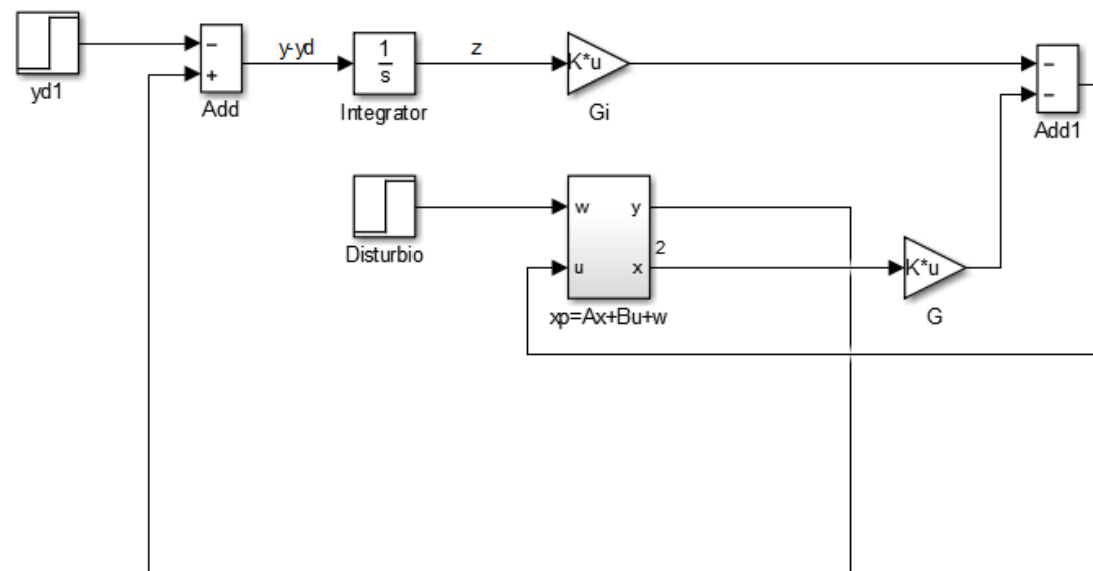 yd1
−
+
Add
y-yd
1
s
Integrator
z
K*u
Gi
−
−
Add1
Disturbio
w
u
y
x
xp=Ax+Bu+w
2
K*u
G